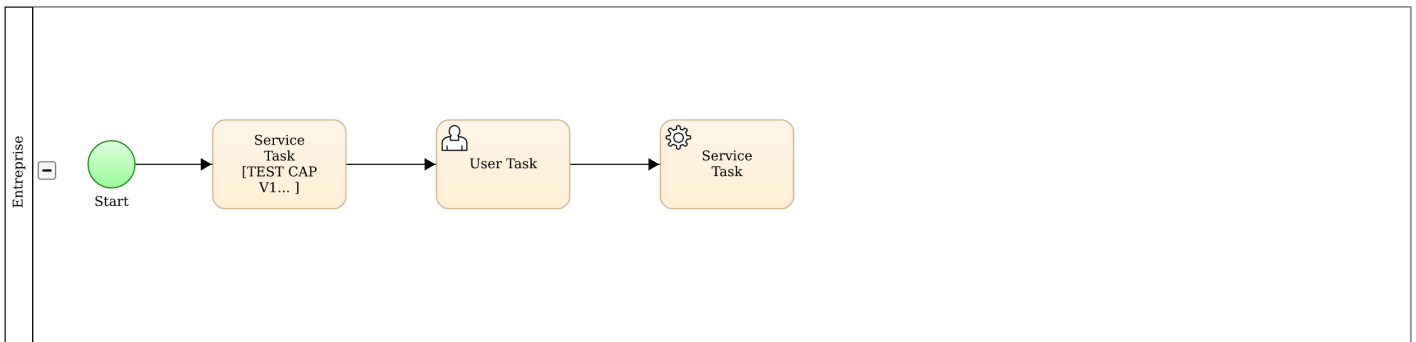 Entreprise
Start
Service
Task
[TEST CAP
V1... ]
User Task
Service
Task